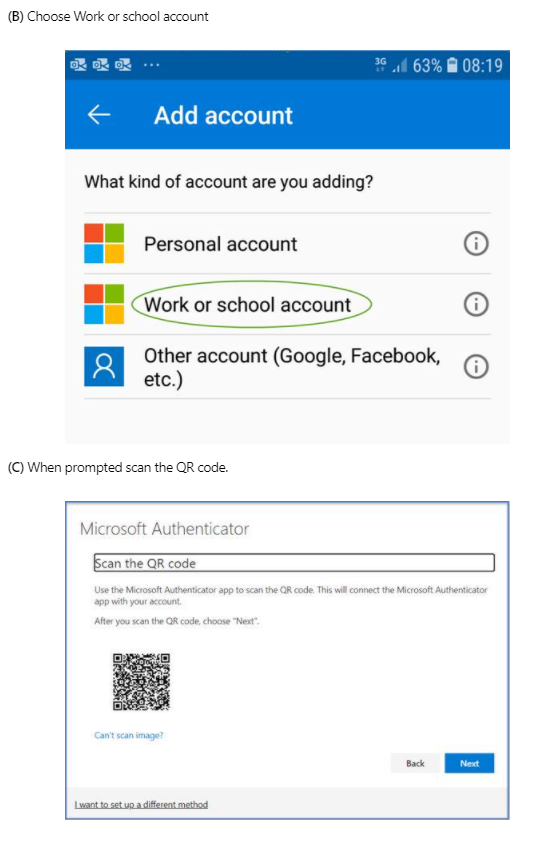 (B) Choose Work or school account
3G 63% 08:19
Add account
What kind of account are you adding?
Personal account
Work or school account
Other account (Google, Facebook,
etc.)
(C) When prompted scan the QR code.
Microsoft Authenticator
Scan the QR code
Use the Microsoft Authenticator app to scan the QR code. This will connect the Microsoft Authenticator
app with your account.
After you scan the QR code, choose "Next".
Can't scan image?
Back Next
I want to set up a different method